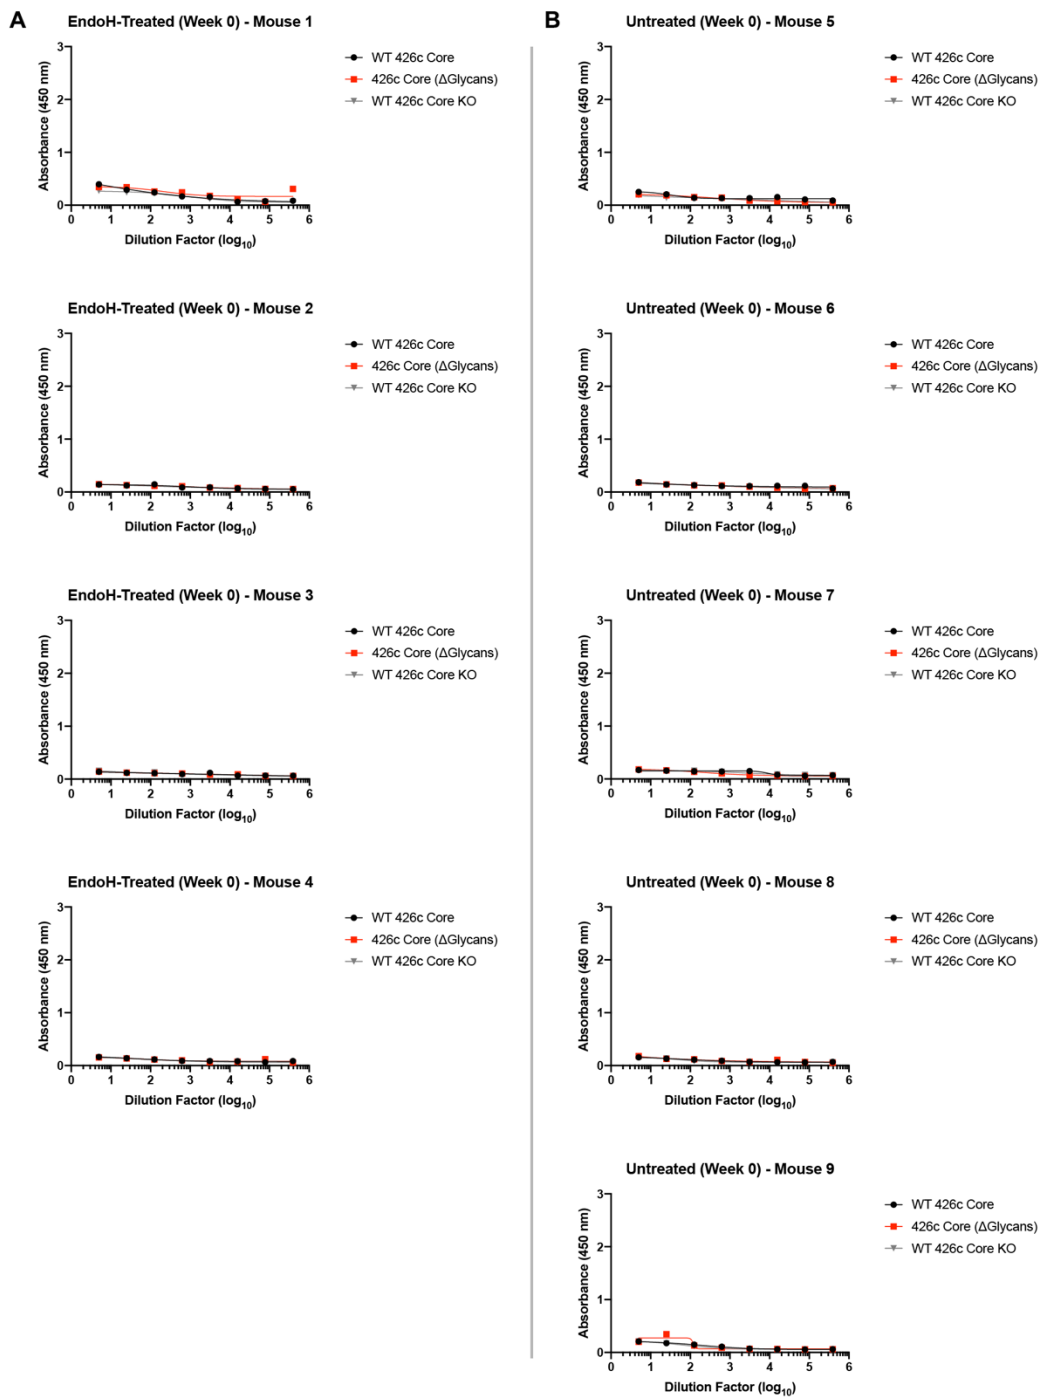 A
EndoH-Treated (Week 0) - Mouse 1
Absorbance (450 nm)
3
2
1
0
0 1 2 3 4 5 6
Dilution Factor (log10)
WT 426c Core
426c Core (ΔGlycans)
WT 426c Core KO
EndoH-Treated (Week 0) - Mouse 2
Absorbance (450 nm)
3
2
1
0
0 1 2 3 4 5 6
Dilution Factor (log10)
WT 426c Core
426c Core (ΔGlycans)
WT 426c Core KO
EndoH-Treated (Week 0) - Mouse 3
Absorbance (450 nm)
3
2
1
0
0 1 2 3 4 5 6
Dilution Factor (log10)
WT 426c Core
426c Core (ΔGlycans)
WT 426c Core KO
EndoH-Treated (Week 0) - Mouse 4
Absorbance (450 nm)
3
2
1
0
0 1 2 3 4 5 6
Dilution Factor (log10)
WT 426c Core
426c Core (ΔGlycans)
WT 426c Core KO
B
Untreated (Week 0) - Mouse 5
Absorbance (450 nm)
3
2
1
0
0 1 2 3 4 5 6
Dilution Factor (log10)
WT 426c Core
426c Core (ΔGlycans)
WT 426c Core KO
Untreated (Week 0) - Mouse 6
Absorbance (450 nm)
3
2
1
0
0 1 2 3 4 5 6
Dilution Factor (log10)
WT 426c Core
426c Core (ΔGlycans)
WT 426c Core KO
Untreated (Week 0) - Mouse 7
Absorbance (450 nm)
3
2
1
0
0 1 2 3 4 5 6
Dilution Factor (log10)
WT 426c Core
426c Core (ΔGlycans)
WT 426c Core KO
Untreated (Week 0) - Mouse 8
Absorbance (450 nm)
3
2
1
0
0 1 2 3 4 5 6
Dilution Factor (log10)
WT 426c Core
426c Core (ΔGlycans)
WT 426c Core KO
Untreated (Week 0) - Mouse 9
Absorbance (450 nm)
3
2
1
0
0 1 2 3 4 5 6
Dilution Factor (log10)
WT 426c Core
426c Core (ΔGlycans)
WT 426c Core KO